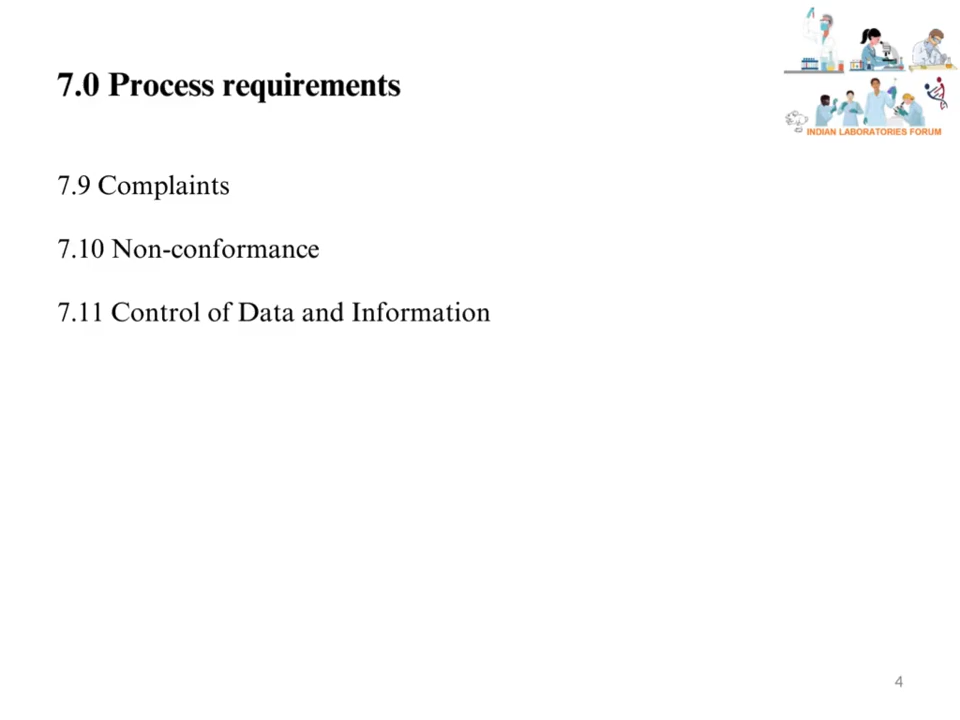 7.0 Process requirements
INDIAN LABORATORIES FORUM
7.9 Complaints
7.10 Non-conformance
7.11 Control of Data and Information
4